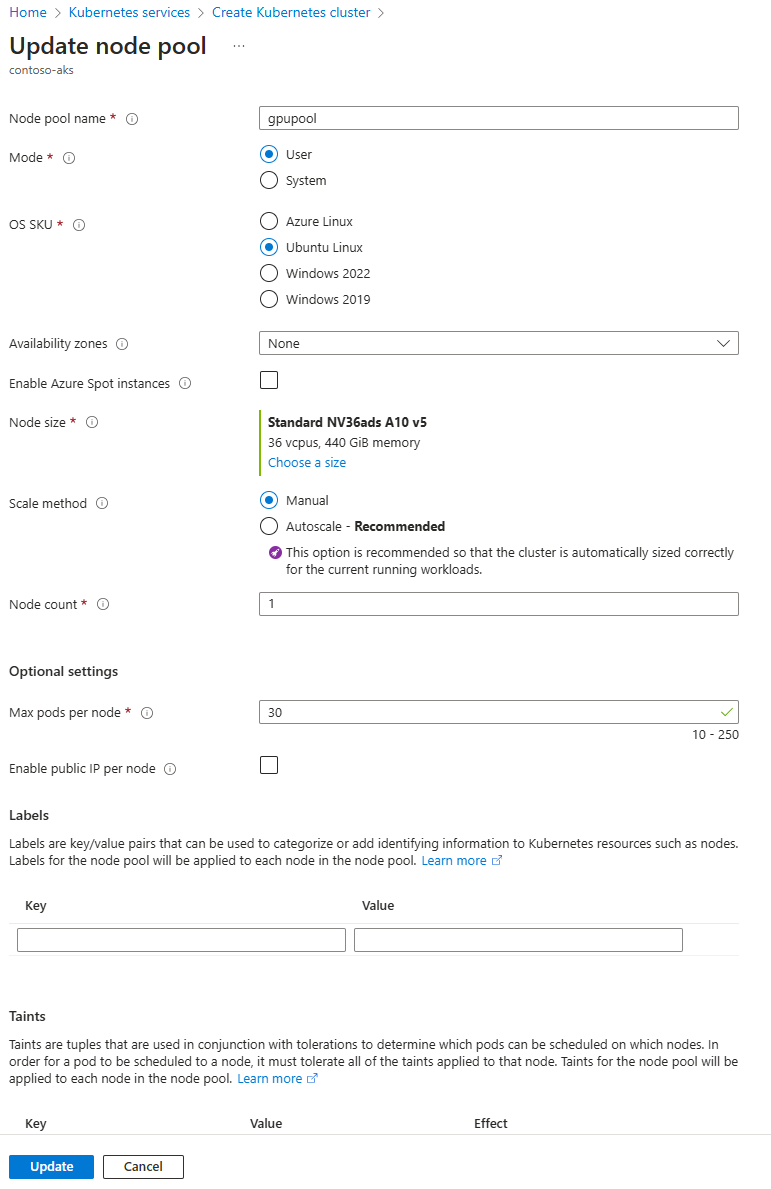 Home > Kubernetes services > Create Kubernetes cluster >
Update node pool ...
contoso-aks
Node pool name * gpupool
Mode * User
System
OS SKU * Azure Linux
Ubuntu Linux
Windows 2022
Windows 2019
Availability zones None
Enable Azure Spot instances
Node size * Standard NV36ads A10 v5
36 vcpus, 440 GiB memory
Choose a size
Scale method Manual
Autoscale - Recommended
This option is recommended so that the cluster is automatically sized correctly
for the current running workloads.
Node count * 1
Optional settings
Max pods per node * 30
10 - 250
Enable public IP per node
Labels
Labels are key/value pairs that can be used to categorize or add identifying information to Kubernetes resources such as nodes.
Labels for the node pool will be applied to each node in the node pool. Learn more
Key Value
Taints
Taints are tuples that are used in conjunction with tolerations to determine which pods can be scheduled on which nodes. In
order for a pod to be scheduled to a node, it must tolerate all of the taints applied to that node. Taints for the node pool will be
applied to each node in the node pool. Learn more
Key Value Effect
Update Cancel